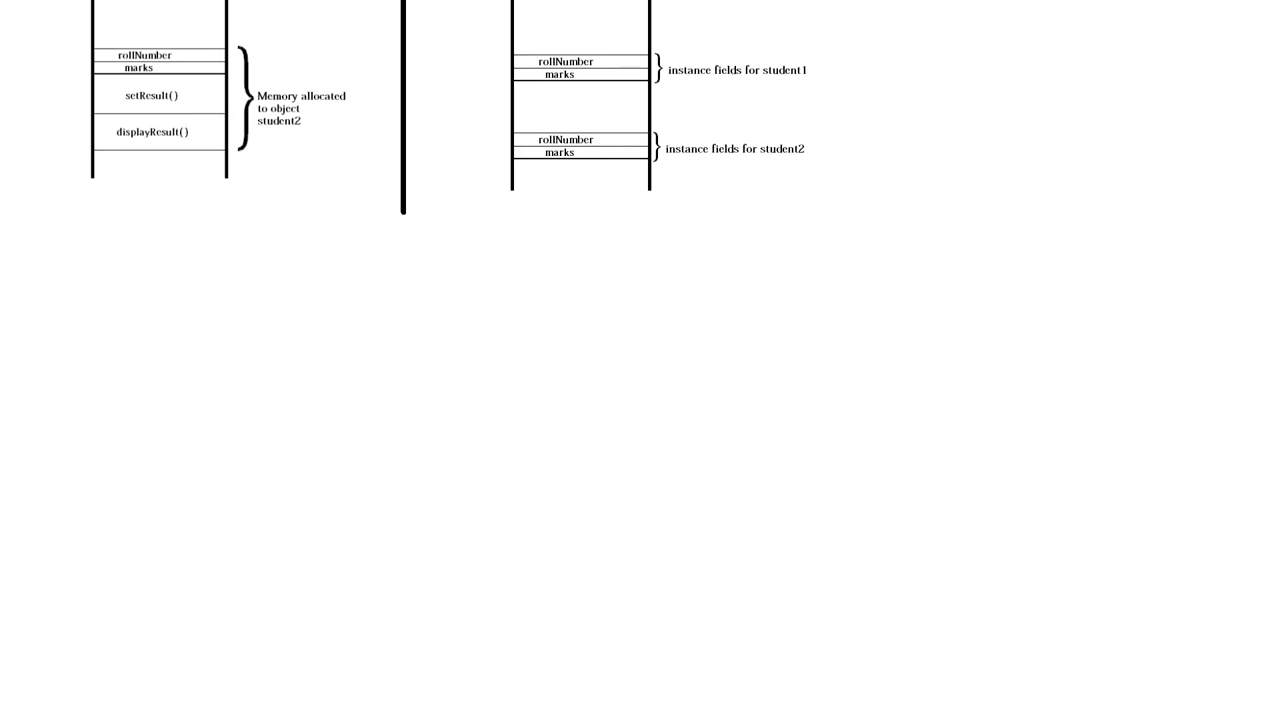 rollNumber
marks
setResult()
displayResult()
Memory allocated
to object
student2
rollNumber
marks
instance fields for student1
rollNumber
marks
instance fields for student2